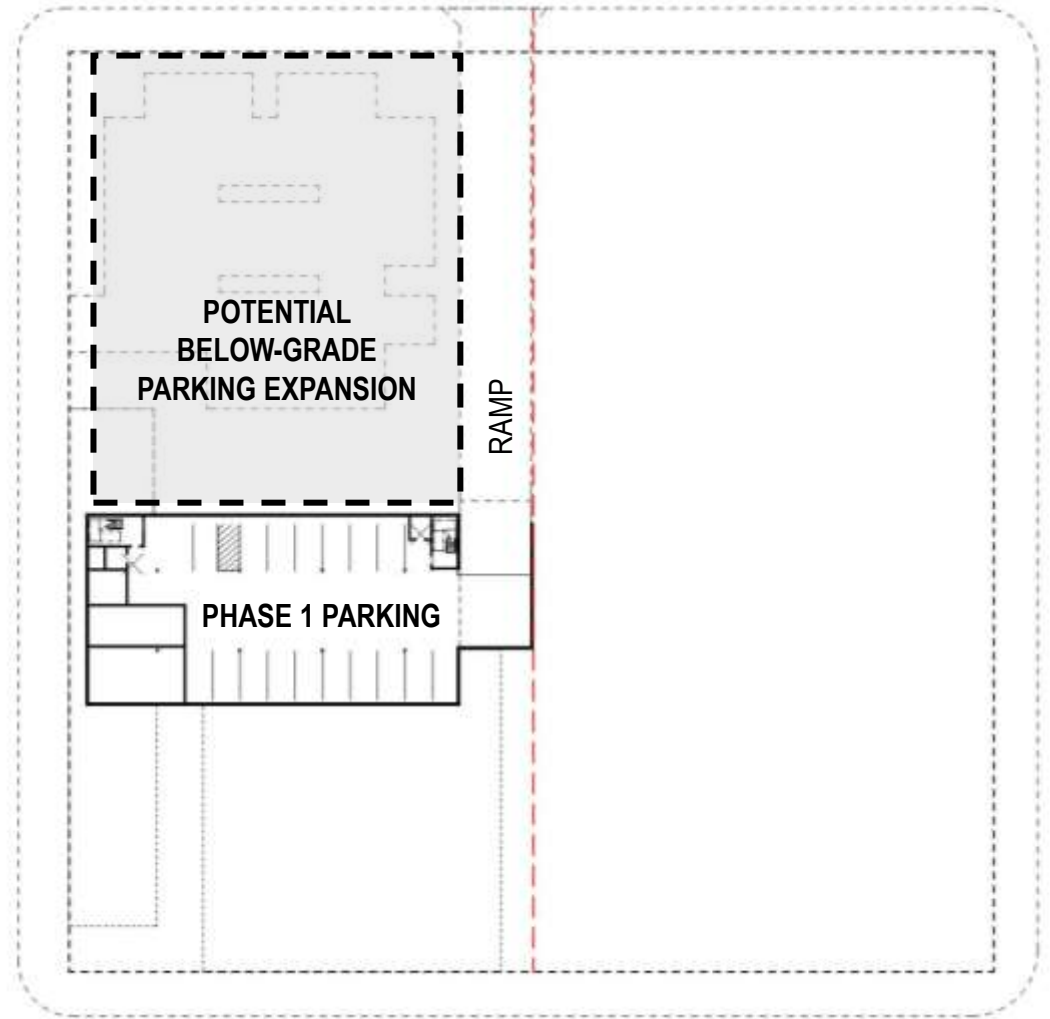 POTENTIAL
BELOW-GRADE
PARKING EXPANSION
RAMP
PHASE 1 PARKING